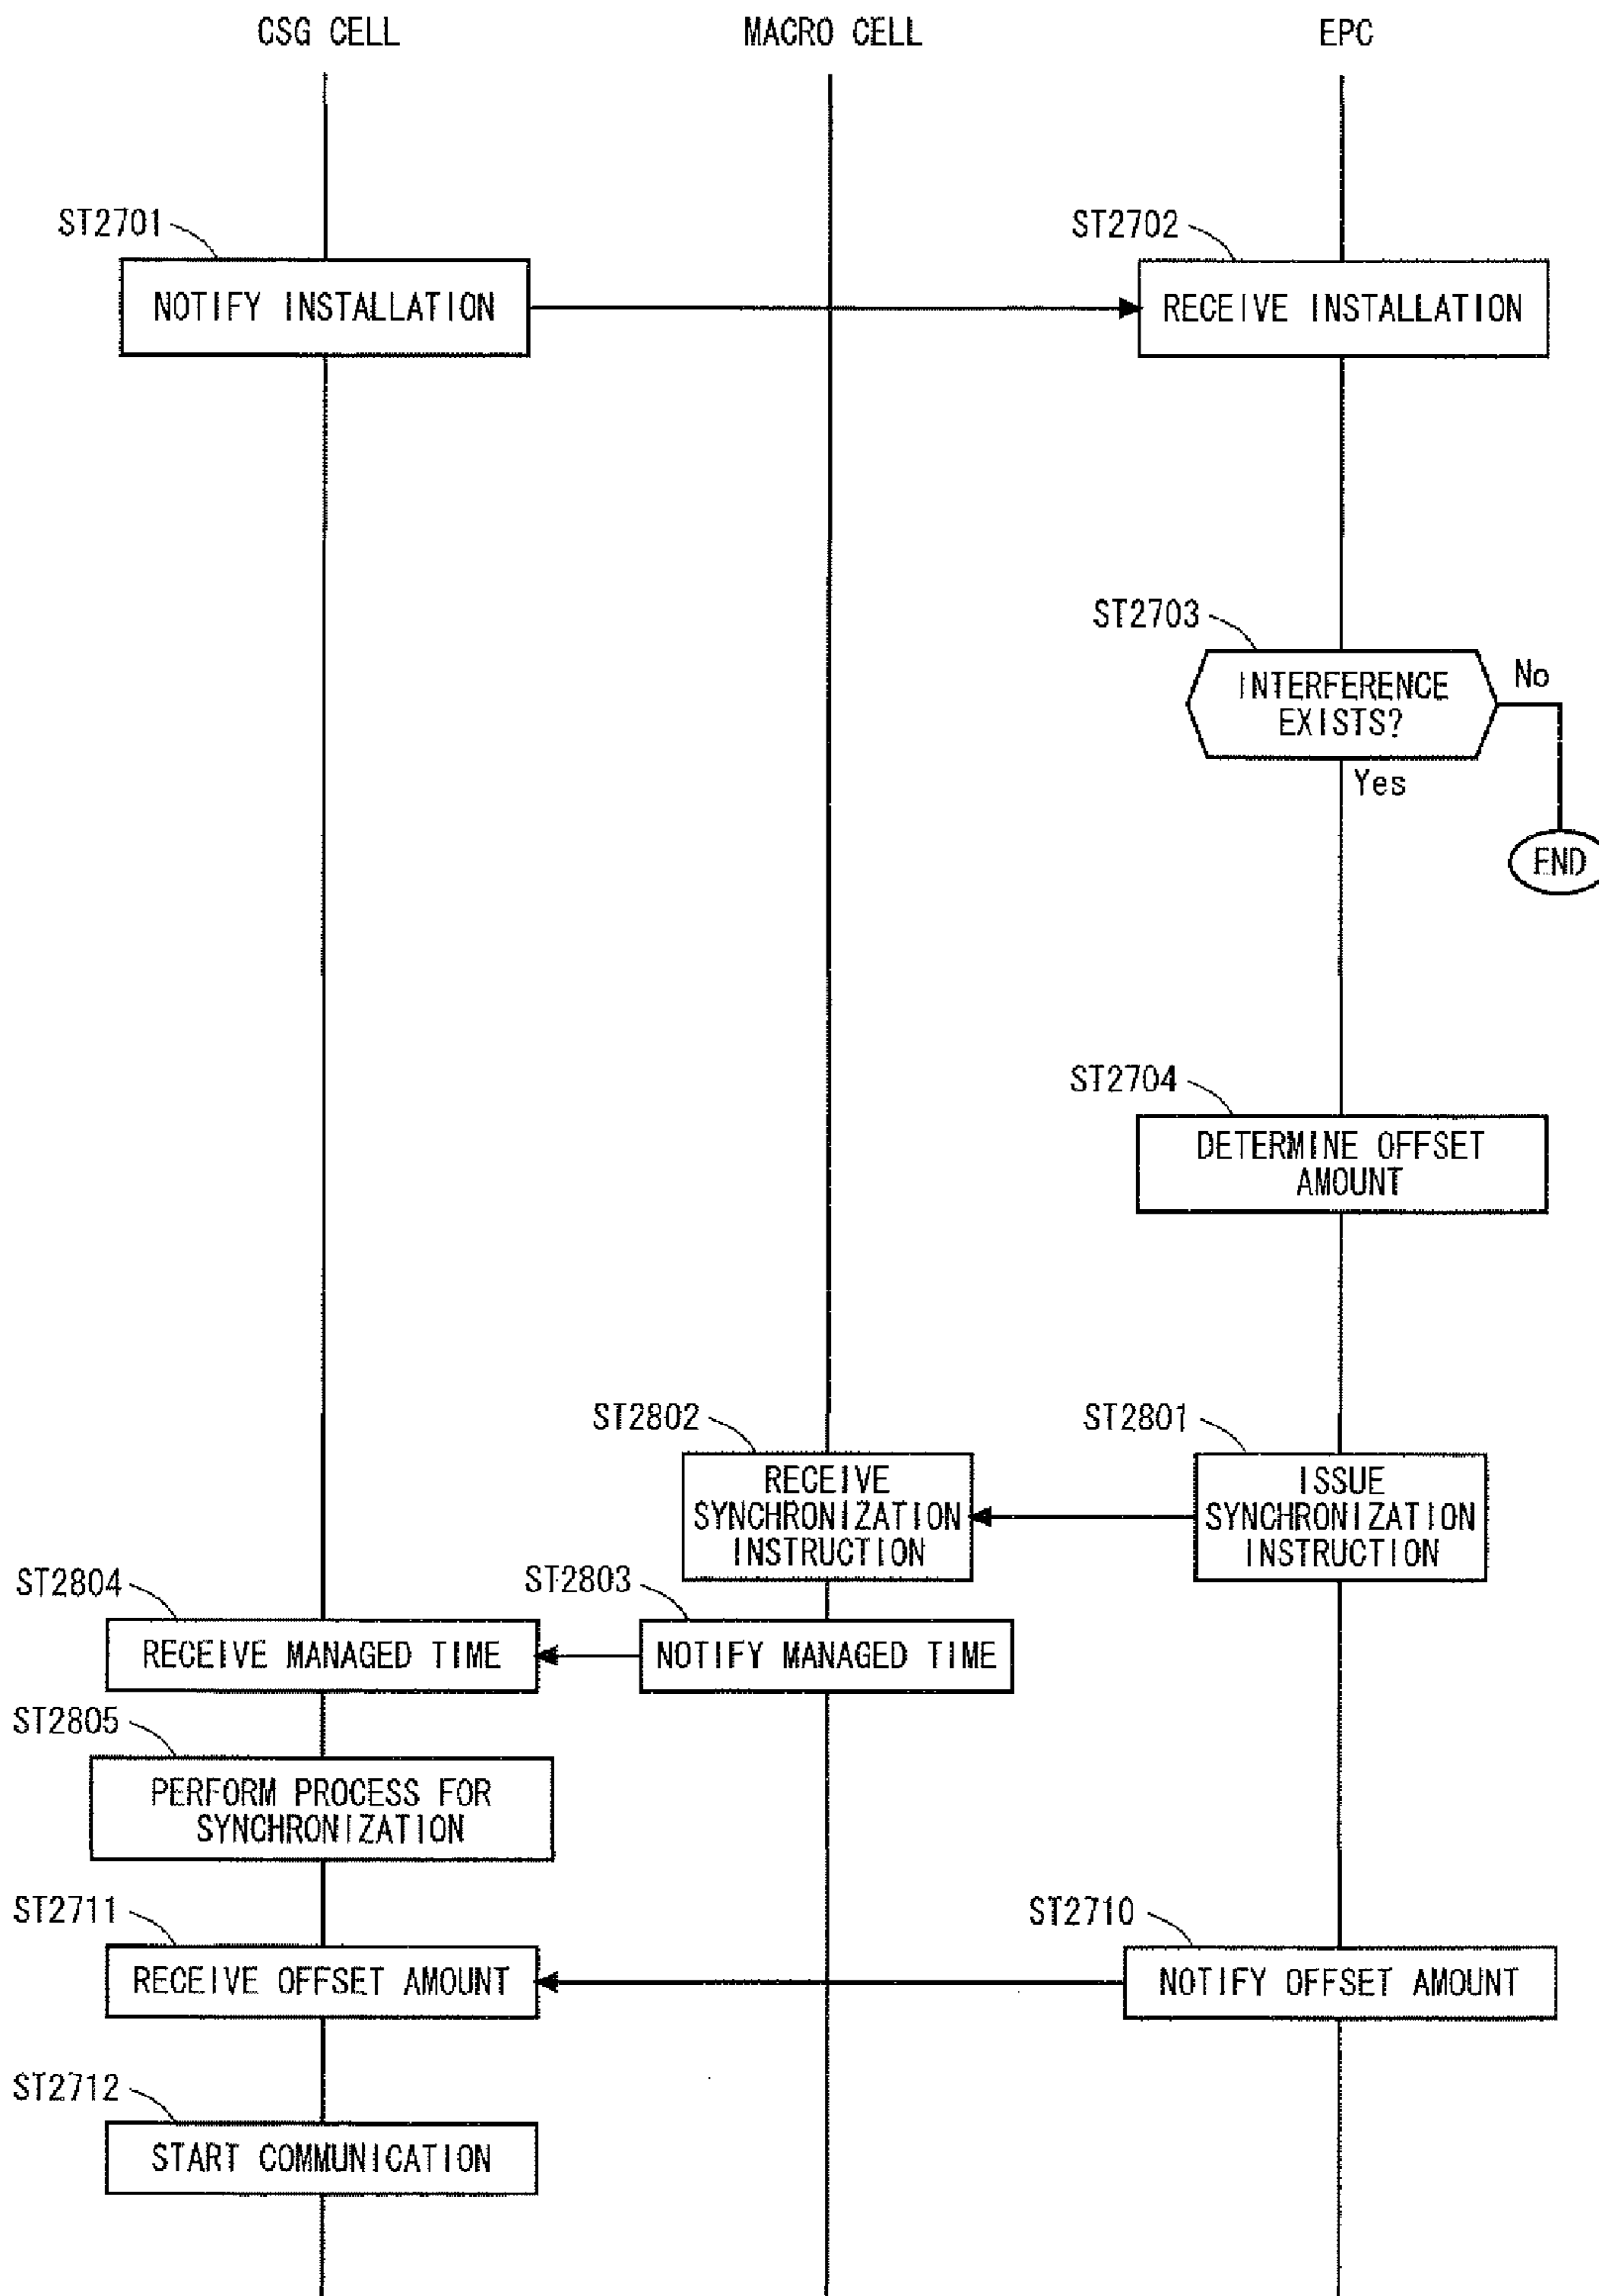 CSG CELL
MACRO CELL
EPC
ST2701
ST2702
NOTIFY INSTALLATION
RECEIVE INSTALLATION
ST2703
INTERFERENCE
EXISTS?
No
Yes
END
ST2704
DETERMINE OFFSET
AMOUNT
ST2802
ST2801
RECEIVE
SYNCHRONIZATION
INSTRUCTION
ISSUE
SYNCHRONIZATION
INSTRUCTION
ST2804
ST2803
RECEIVE MANAGED TIME
NOTIFY MANAGED TIME
ST2805
PERFORM PROCESS FOR
SYNCHRONIZATION
ST2711
ST2710
RECEIVE OFFSET AMOUNT
NOTIFY OFFSET AMOUNT
ST2712
START COMMUNICATION